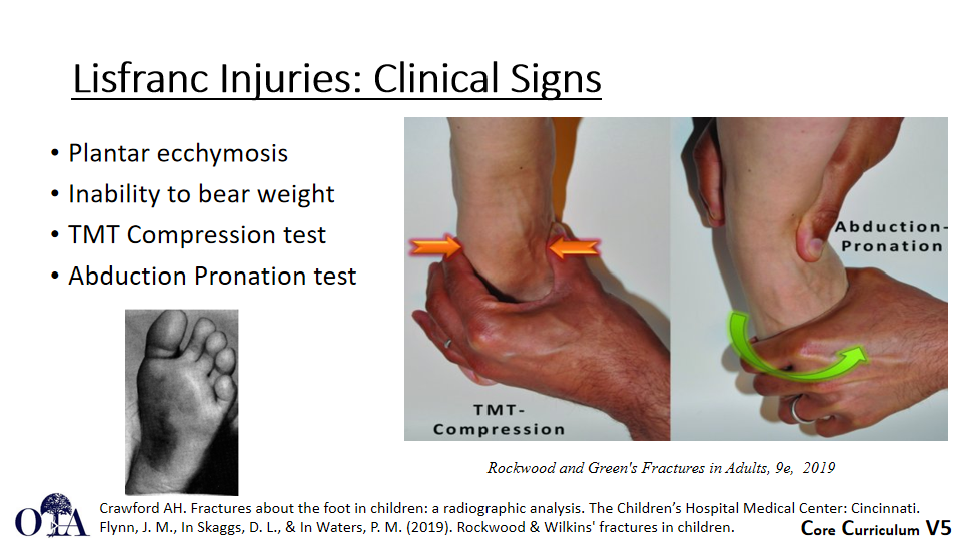 Lisfranc Injuries: Clinical Signs
• Plantar ecchymosis
• Inability to bear weight
• TMT Compression test
• Abduction Pronation test
TMT-
Compression
Abduction-
Pronation
Rockwood and Green's Fractures in Adults, 9e, 2019
OTA
Crawford AH. Fractures about the foot in children: a radiographic analysis. The Children’s Hospital Medical Center: Cincinnati.
Flynn, J. M., In Skaggs, D. L., & In Waters, P. M. (2019). Rockwood & Wilkins' fractures in children.
Core Curriculum V5